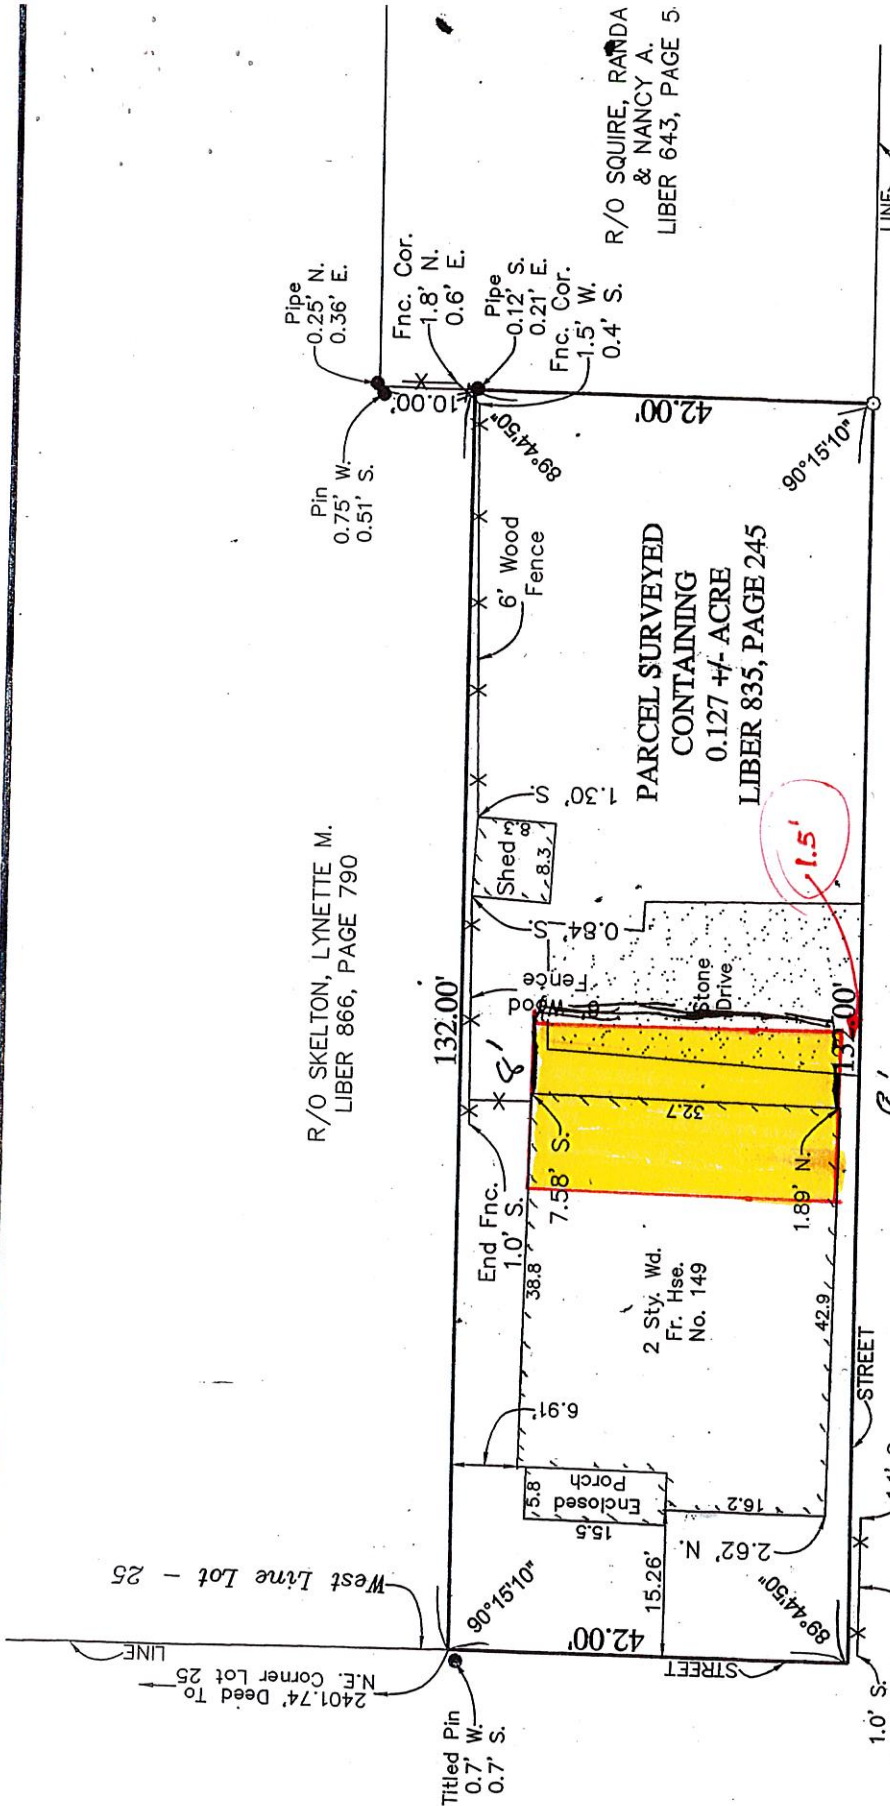 R/O SQUIRE, RANDA
& NANCY A.
LIBER 643, PAGE 5
LINE
Pipe
0.25' N.
0.36' E.
Fnc. Cor.
1.8' N.
0.6' E.
Pipe
0.12' S.
0.21' E.
Fnc. Cor.
1.5' W.
0.4' S.
Pin
0.75' W.
0.51' S.
10.00'
89°44'50"
42.00'
90°15'10"
6' Wood
Fence
PARCEL SURVEYED
CONTAINING
0.127 +/- ACRE
LIBER 835, PAGE 245
R/O SKELTON, LYNETTE M.
LIBER 866, PAGE 790
132.00'
1.30' S.
Shed
8.3
8.3
0.84' S.
Wood
Fence
Stone
Drive
1.5'
132.00'
8'
End Fnc.
1.0' S.
7.58' S.
32.7
1.89' N.
38.8
2 Sty. Wd.
Fr. Hse.
No. 149
42.9
6.91'
5.8
Enclosed
Porch
15.5
16.2
2.62' N.
15.26'
STREET
West Line Lot - 25
90°15'10"
42.00'
89°44'50"
STREET
LINE
2401.74' Deed To
N.E. Corner Lot 25
Titled Pin
0.7' W.
0.7' S.
1.0' S.